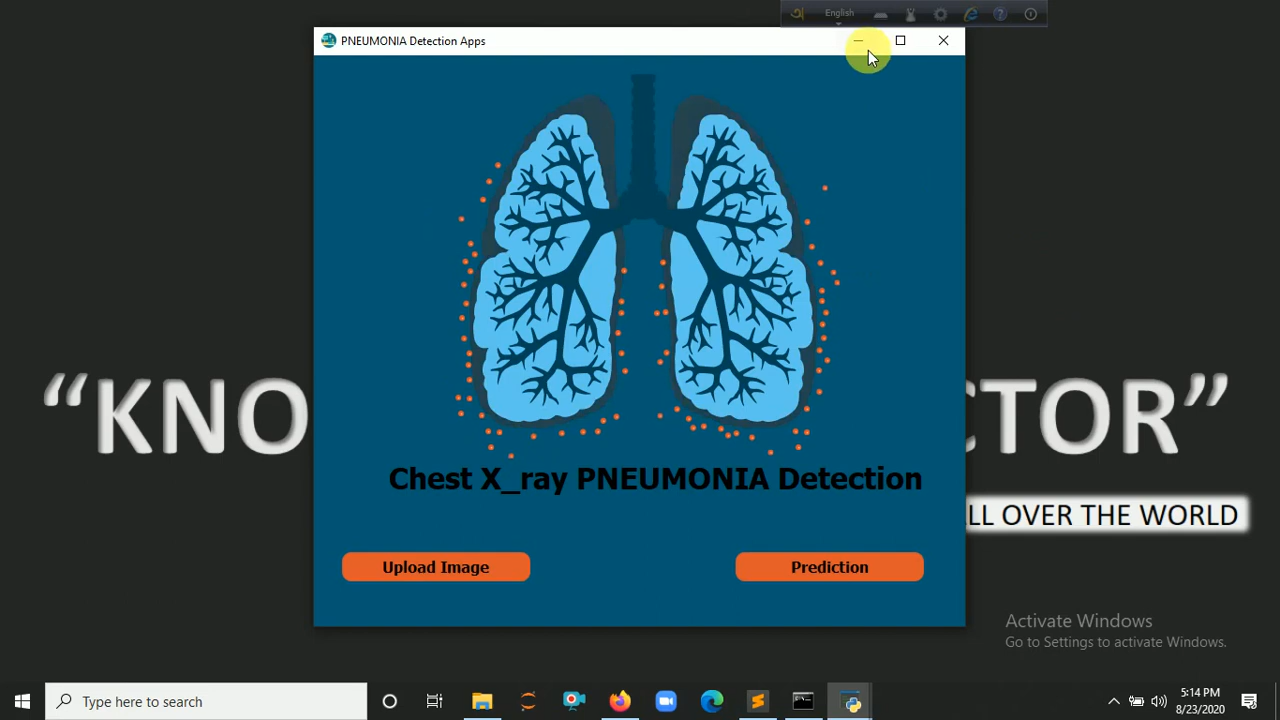 English
PNEUMONIA Detection Apps
“KNO
CTOR”
LL OVER THE WORLD
Chest X_ray PNEUMONIA Detection
Upload Image
Prediction
Activate Windows
Go to Settings to activate Windows.
Type here to search
5:14 PM
8/23/2020